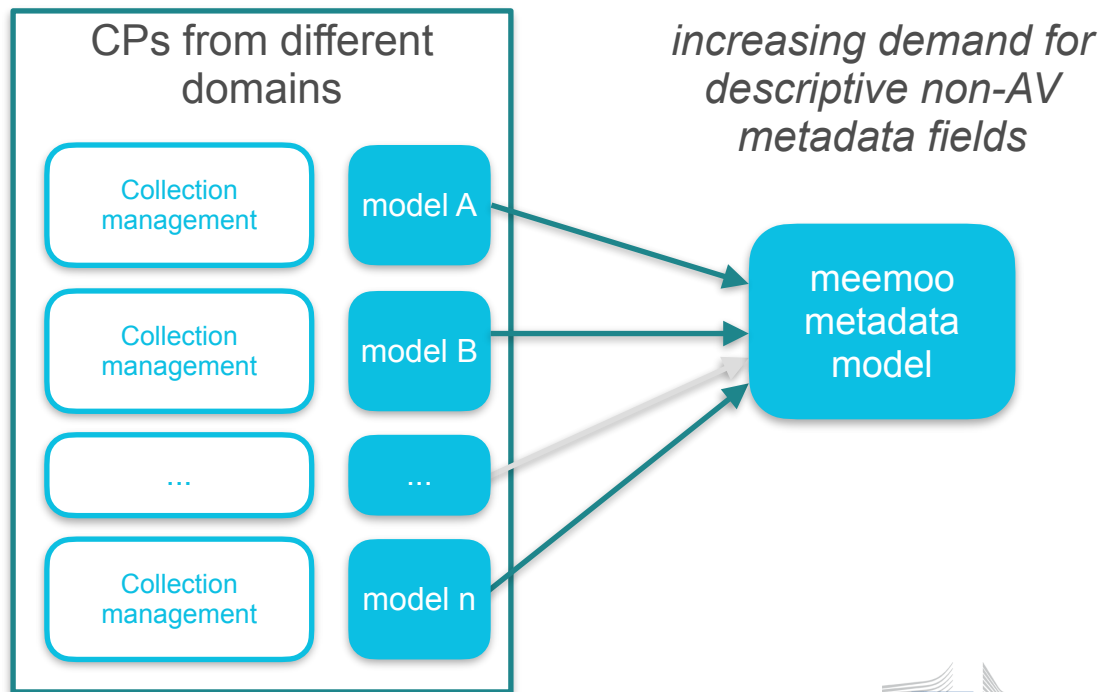 CPs from different
domains
increasing demand for
descriptive non-AV
metadata fields
Collection
management
model A
Collection
management
model B
...
...
Collection
management
model n
meemoo
metadata
model